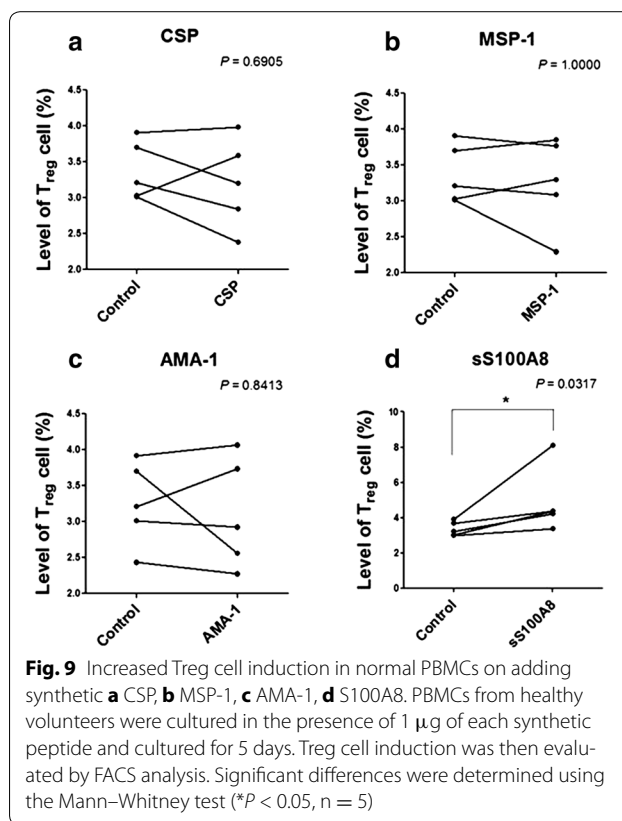 a CSP
P = 0.6905
Level of Treg cell (%)
4.5
4.0
3.5
3.0
2.5
2.0
Control
CSP
b MSP-1
P = 1.0000
Level of Treg cell (%)
4.5
4.0
3.5
3.0
2.5
2.0
Control
MSP-1
c AMA-1
P = 0.8413
Level of Treg cell (%)
4.5
4.0
3.5
3.0
2.5
2.0
Control
AMA-1
d sS100A8
P = 0.0317
*
Level of Treg cell (%)
10
8
6
4
2
0
Control
sS100A8
Fig. 9 Increased Treg cell induction in normal PBMCs on adding
synthetic a CSP, b MSP-1, c AMA-1, d S100A8. PBMCs from healthy
volunteers were cultured in the presence of 1 μg of each synthetic
peptide and cultured for 5 days. Treg cell induction was then evalu-
ated by FACS analysis. Significant differences were determined using
the Mann–Whitney test (*P < 0.05, n = 5)